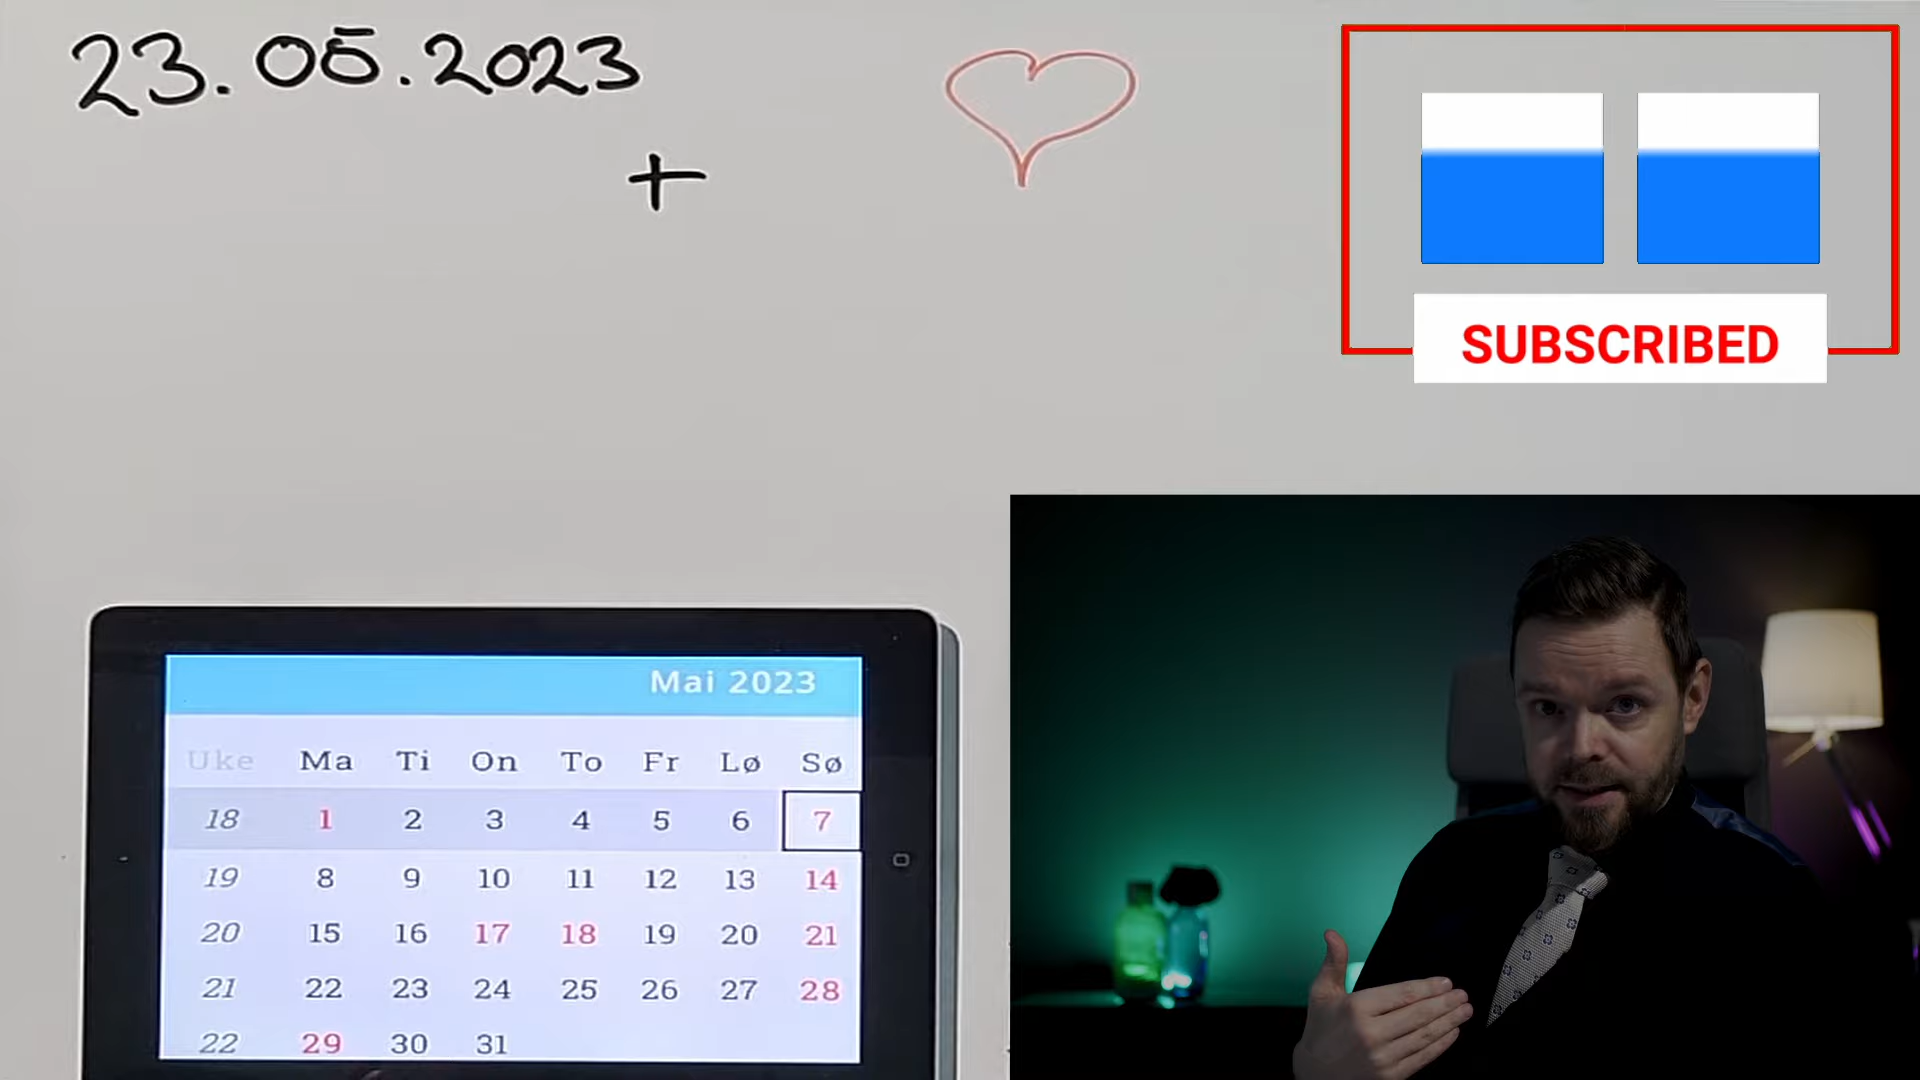 23.05.2023
+
SUBSCRIBED
Mai 2023
Uke Ma Ti On To Fr Lø Sø
18 1 2 3 4 5 6 7
19 8 9 10 11 12 13 14
20 15 16 17 18 19 20 21
21 22 23 24 25 26 27 28
22 29 30 31